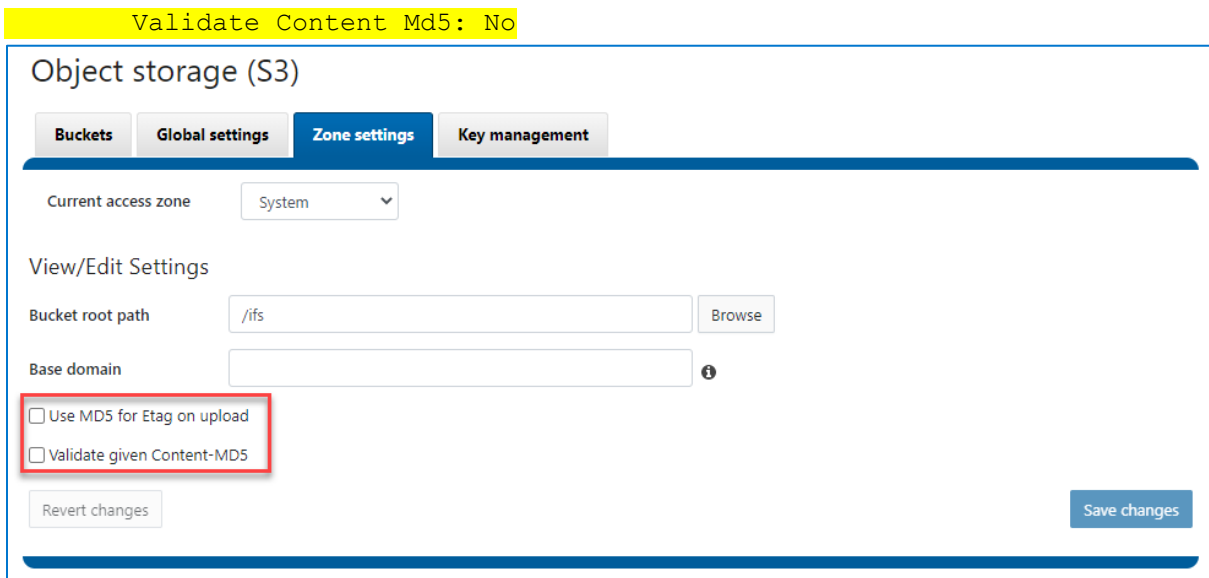 Validate Content Md5: No
Object storage (S3)
Buckets Global settings Zone settings Key management
Current access zone System
View/Edit Settings
Bucket root path /ifs Browse
Base domain
Use MD5 for Etag on upload
Validate given Content-MD5
Revert changes Save changes